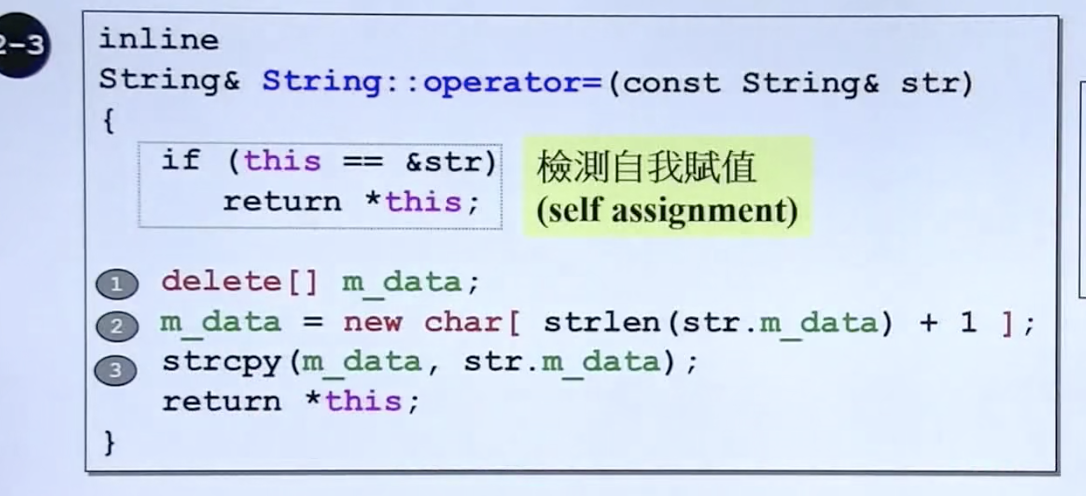 2-3
inline
String& String::operator=(const String& str)
{
if (this == &str)
return *this;
檢測自我賦值
(self assignment)
1 delete[] m_data;
2 m_data = new char[ strlen(str.m_data) + 1 ];
3 strcpy(m_data, str.m_data);
return *this;
}